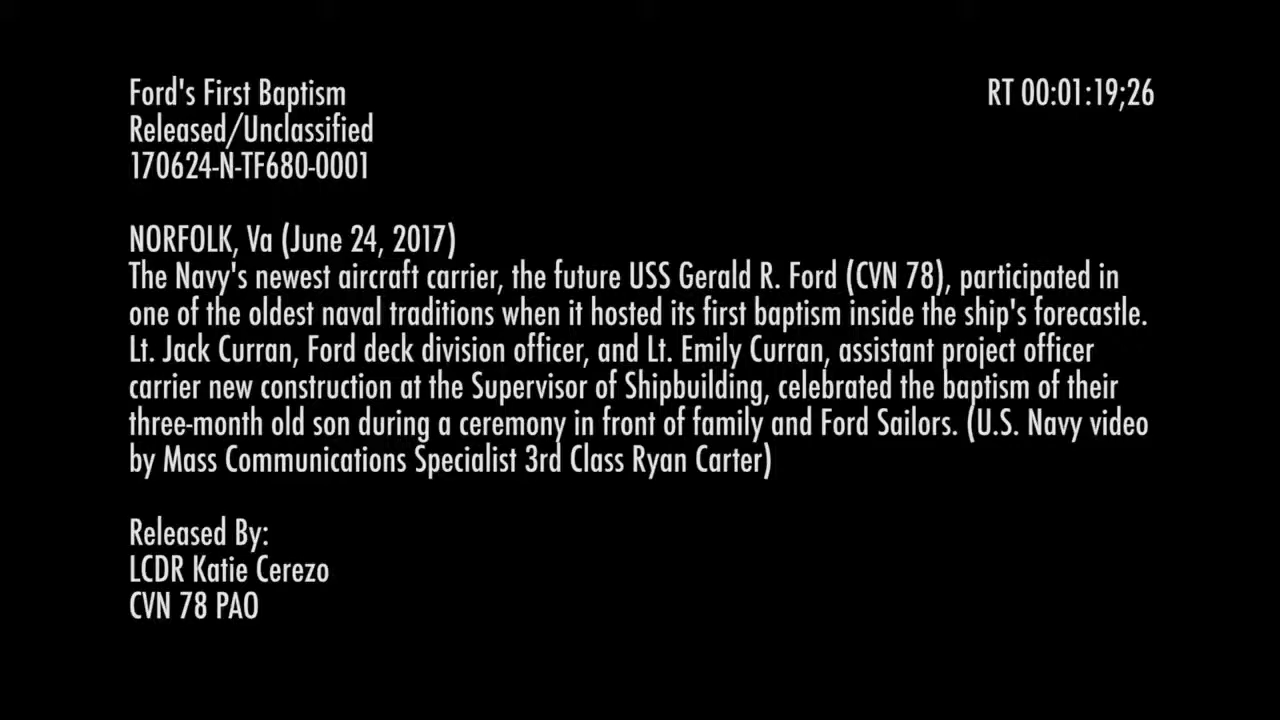 Ford's First Baptism
RT 00:01:19;26
Released/Unclassified
170624-N-TF680-0001
NORFOLK, Va (June 24, 2017)
The Navy's newest aircraft carrier, the future USS Gerald R. Ford (CVN 78), participated in
one of the oldest naval traditions when it hosted its first baptism inside the ship's forecastle.
Lt. Jack Curran, Ford deck division officer, and Lt. Emily Curran, assistant project officer
carrier new construction at the Supervisor of Shipbuilding, celebrated the baptism of their
three-month old son during a ceremony in front of family and Ford Sailors. (U.S. Navy video
by Mass Communications Specialist 3rd Class Ryan Carter)
Released By:
LCDR Katie Cerezo
CVN 78 PAO